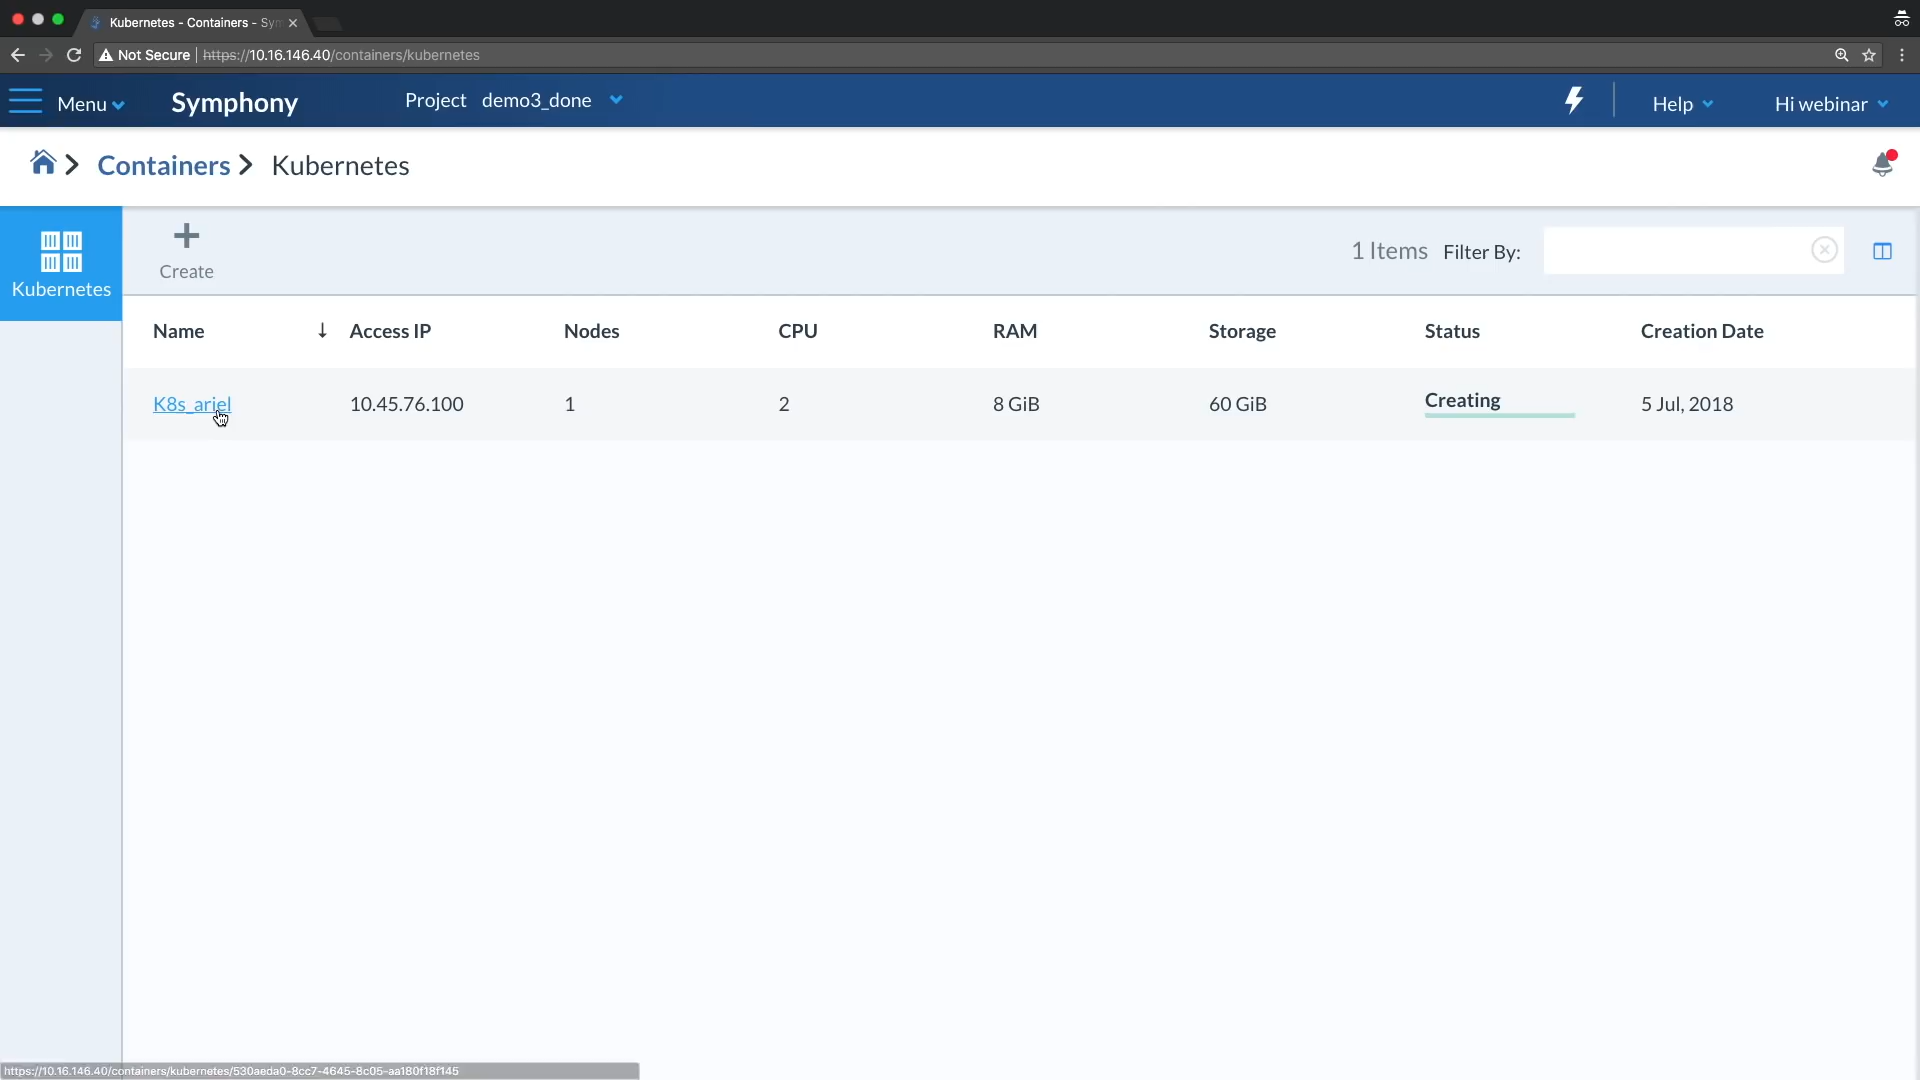 Kubernetes - Containers - Sy
Not Secure https://10.16.146.40/containers/kubernetes
Menu Symphony Project demo3_done Help Hi webinar
Containers Kubernetes
Kubernetes
Create
1 Items Filter By:
Name Access IP Nodes CPU RAM Storage Status Creation Date
K8s_ariel 10.45.76.100 1 2 8 GiB 60 GiB Creating 5 Jul, 2018
https://10.16.146.40/containers/kubernetes/530aeda0-8cc7-4645-8c05-aa180f18f145